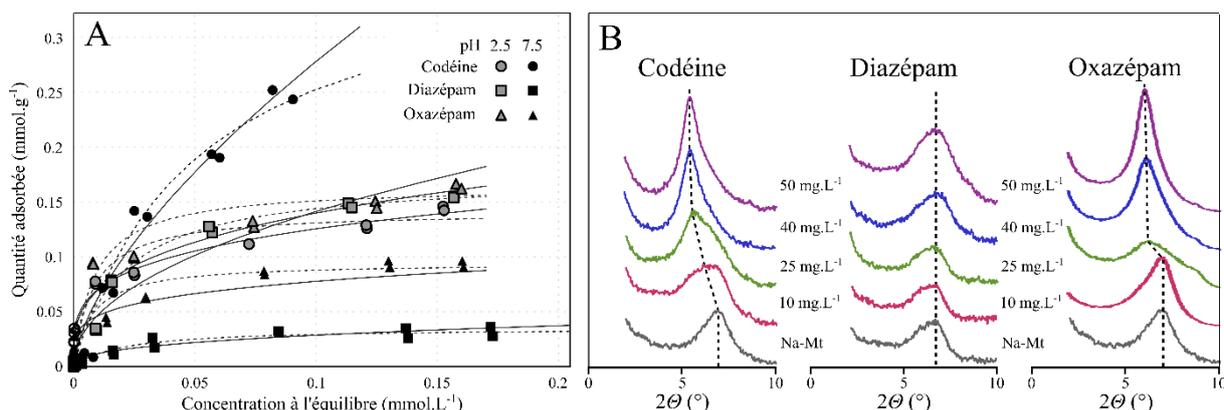 A
pH 2.5 7.5
Codéine
Diazépam
Oxazépam
Quantité adsorbée (mmol.g-1)
0.3
0.25
0.2
0.15
0.1
0.05
0
0 0.05 0.1 0.15 0.2
Concentration à l'équilibre (mmol.L-1)
B
Codéine Diazépam Oxazépam
50 mg.L-1 50 mg.L-1
40 mg.L-1 40 mg.L-1
25 mg.L-1 25 mg.L-1
10 mg.L-1 10 mg.L-1
Na-Mt Na-Mt
0 5 10 0 5 10 0 5 10
2Θ (°) 2Θ (°) 2Θ (°)